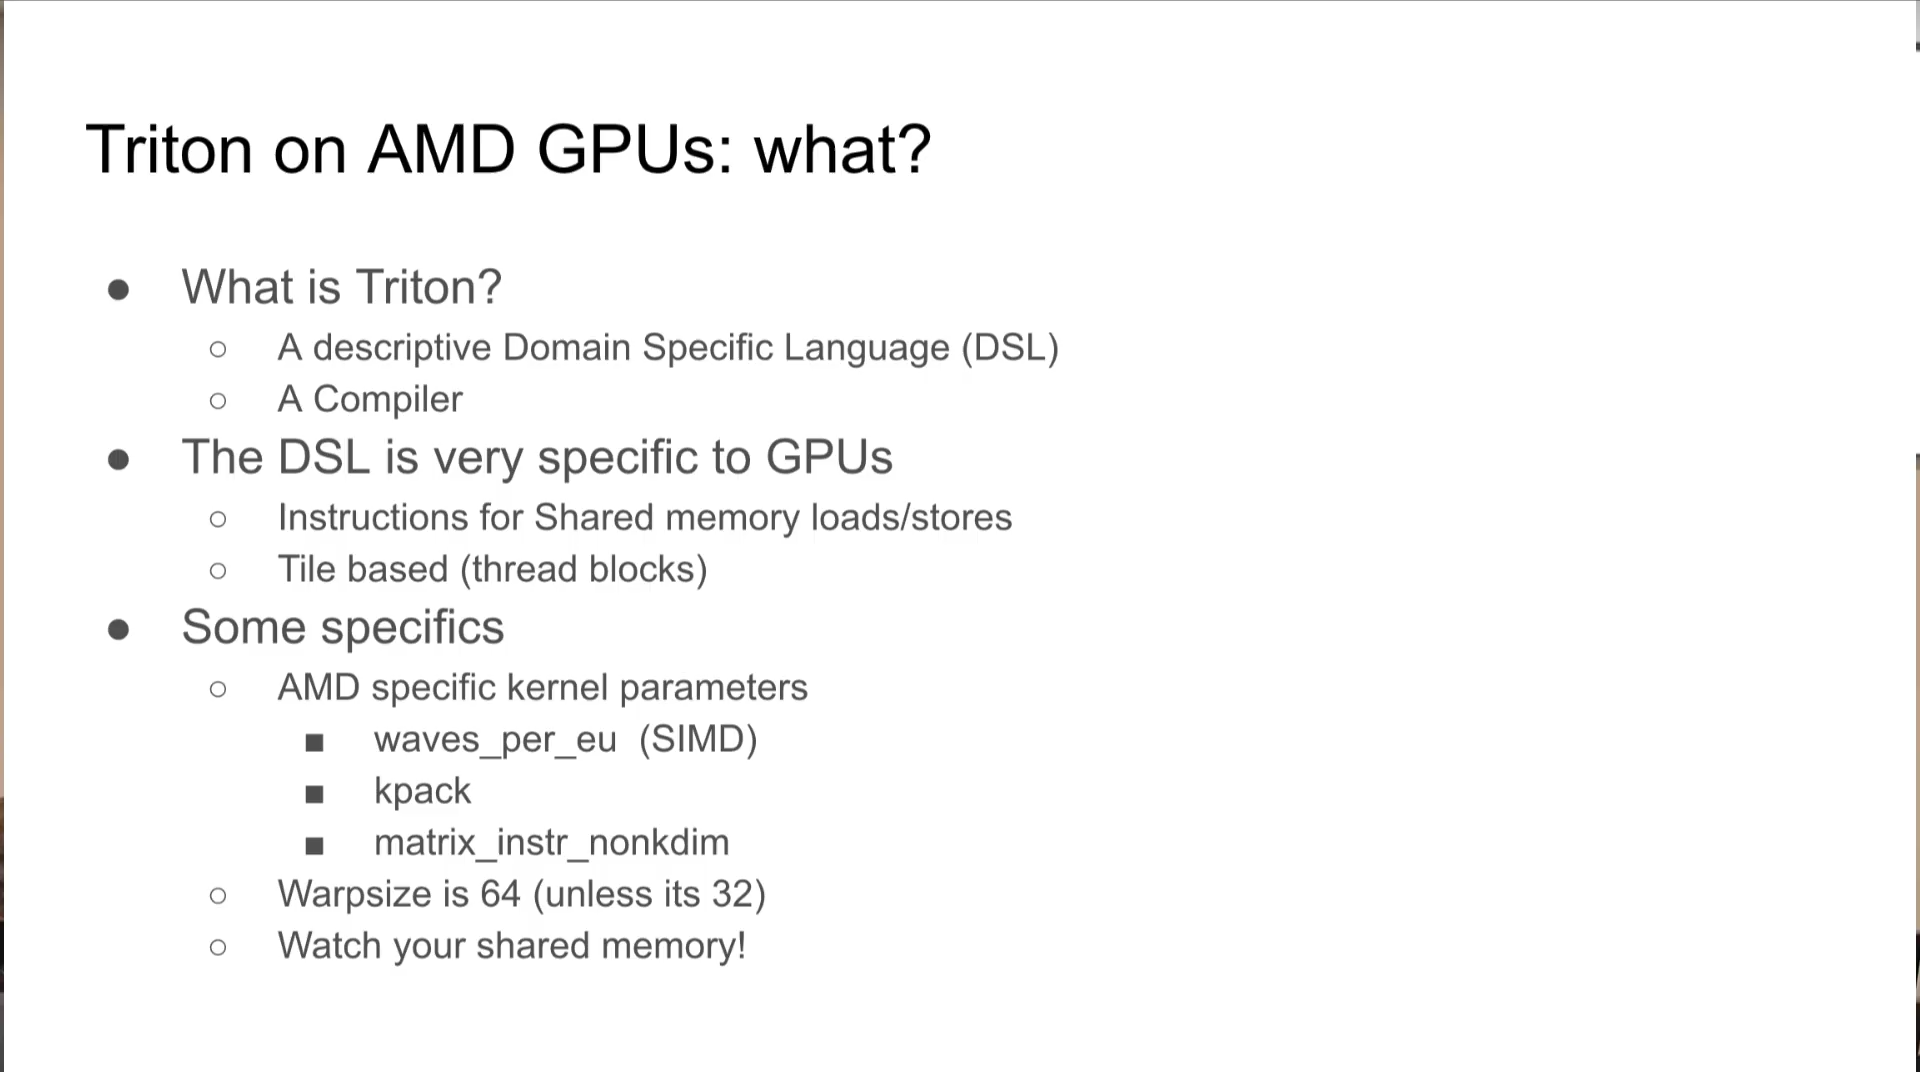 Triton on AMD GPUs: what?
● What is Triton?
○ A descriptive Domain Specific Language (DSL)
○ A Compiler
● The DSL is very specific to GPUs
○ Instructions for Shared memory loads/stores
○ Tile based (thread blocks)
● Some specifics
○ AMD specific kernel parameters
■ waves_per_eu (SIMD)
■ kpack
■ matrix_instr_nonkdim
○ Warpsize is 64 (unless its 32)
○ Watch your shared memory!